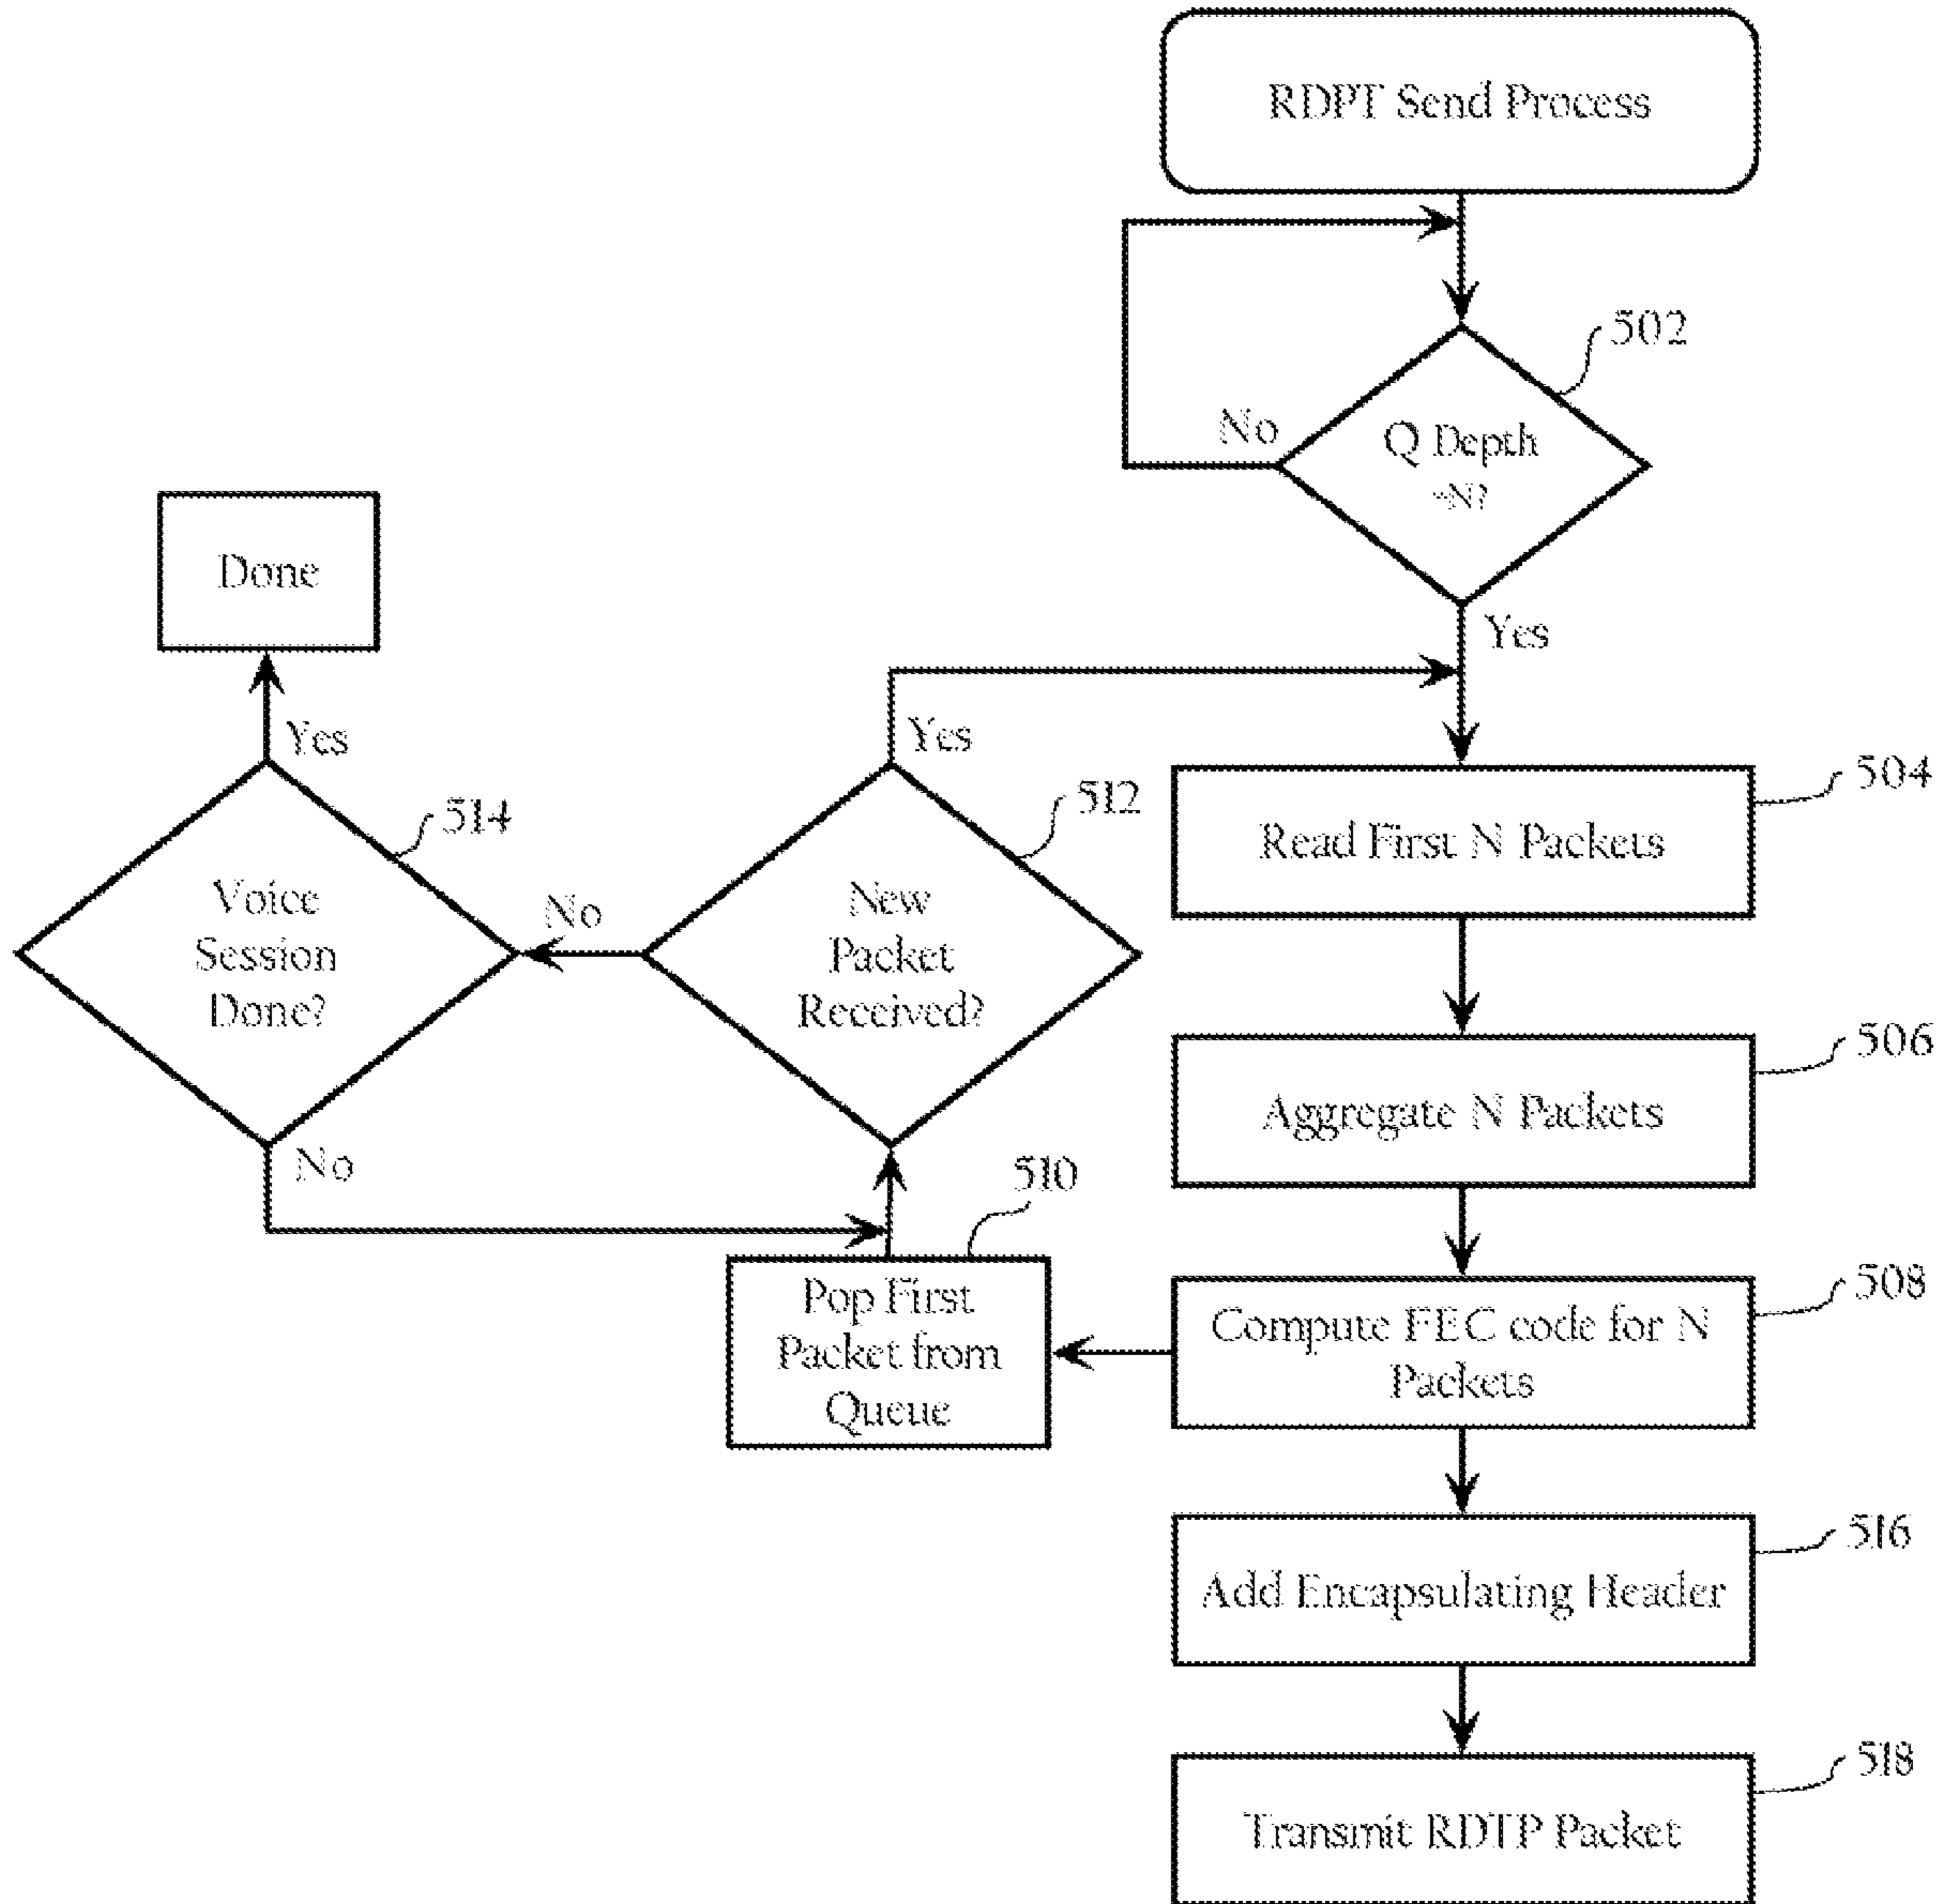 RDPT Send Process
502
No
Q Depth
=N?
Yes
Done
Yes
Yes
504
514
512
Read First N Packets
Voice
Session
Done?
No
New
Packet
Received?
506
Aggregate N Packets
No
510
508
Pop First
Packet from
Queue
Compute FEC code for N
Packets
516
Add Encapsulating Header
518
Transmit RDTP Packet